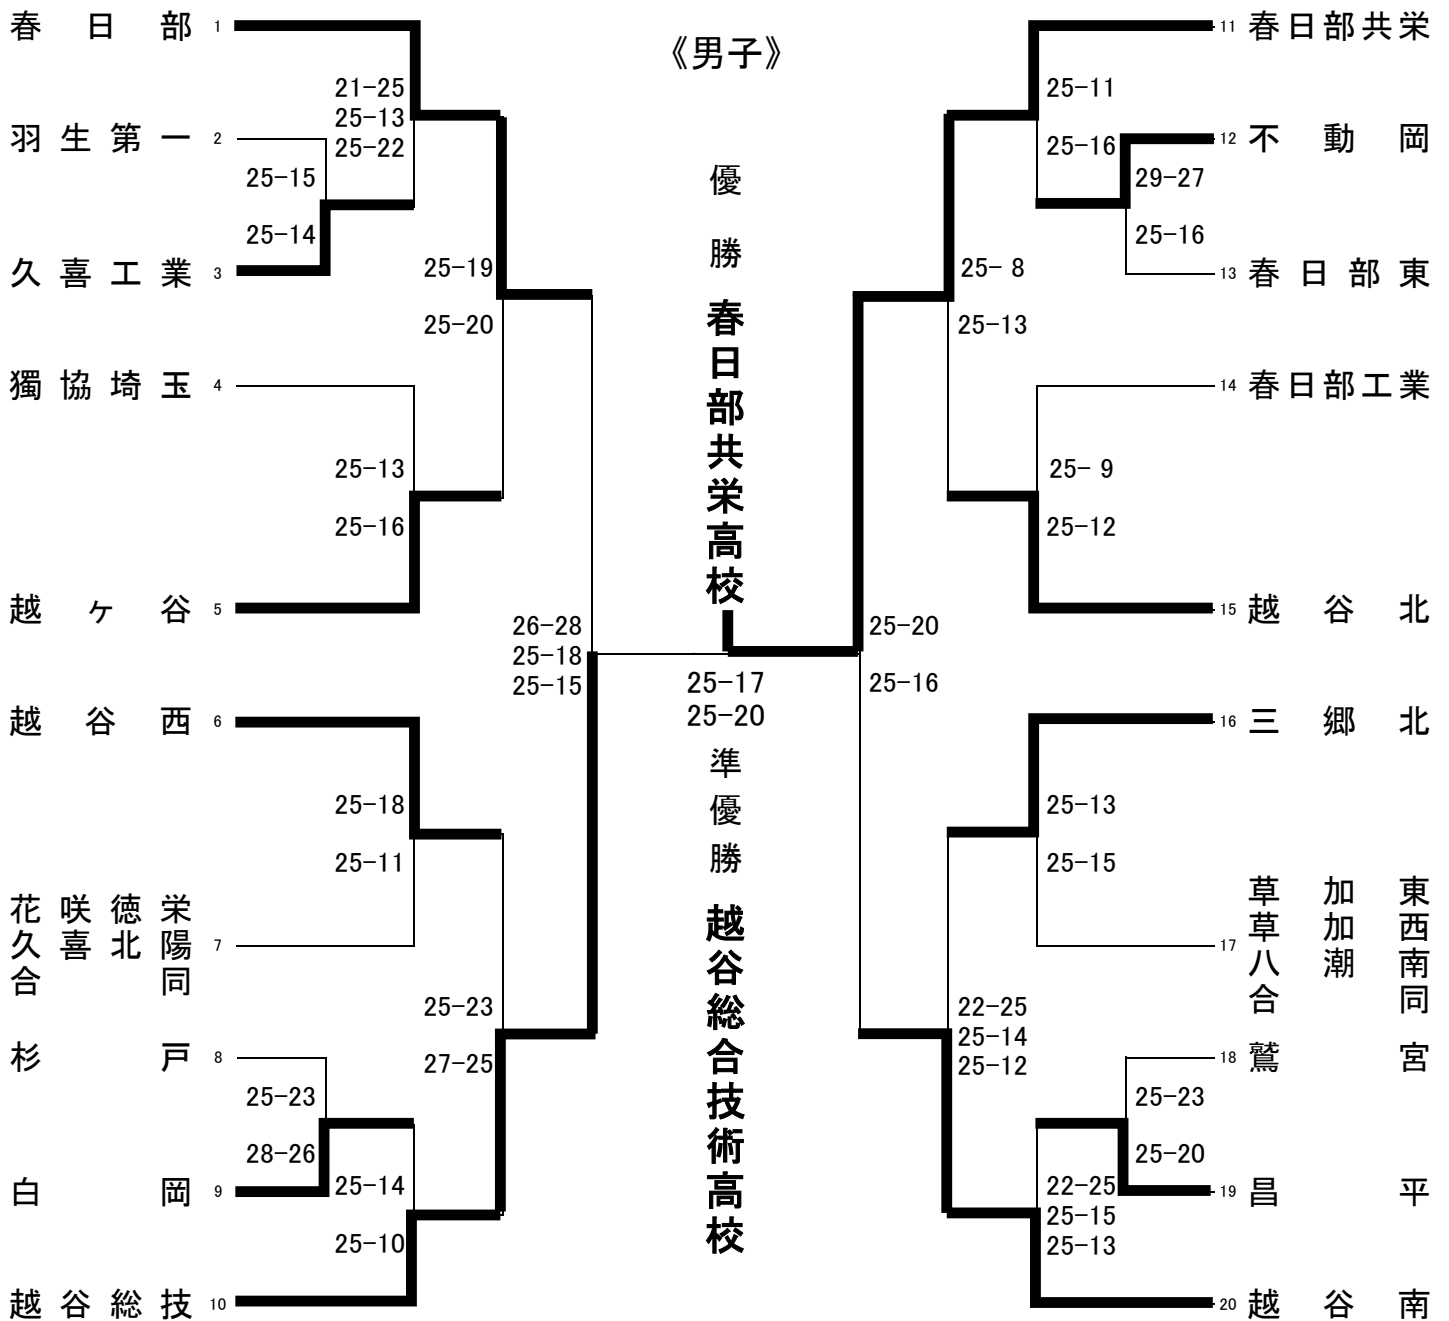 《男子》
春日部 1
21-25
25-13
25-22
羽生第一 2
25-15
25-14
久喜工業 3
25-19
25-20
獨協埼玉 4
25-13
25-16
越ヶ谷 5
26-28
25-18
25-15
越谷西 6
25-18
25-11
花咲徳栄
久喜北陽
合同
7
25-23
27-25
杉戸 8
25-23
28-26
白岡 9
25-14
25-10
越谷総技 10
優勝 春日部共栄高校
25-17
25-20
準優勝 越谷総合技術高校
11 春日部共栄
25-11
25-16
12 不動岡
29-27
25-16
13 春日部東
25- 8
25-13
14 春日部工業
25- 9
25-12
15 越谷北
25-20
25-16
16 三郷北
25-13
25-15
草加東
草加西
八潮南
合同
17
22-25
25-14
25-12
18 鷲宮
25-23
25-20
19 昌平
22-25
25-15
25-13
20 越谷南